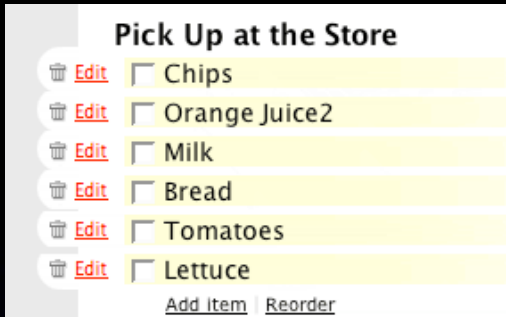 Pick Up at the Store
Edit Chips
Edit Orange Juice2
Edit Milk
Edit Bread
Edit Tomatoes
Edit Lettuce
Add item | Reorder